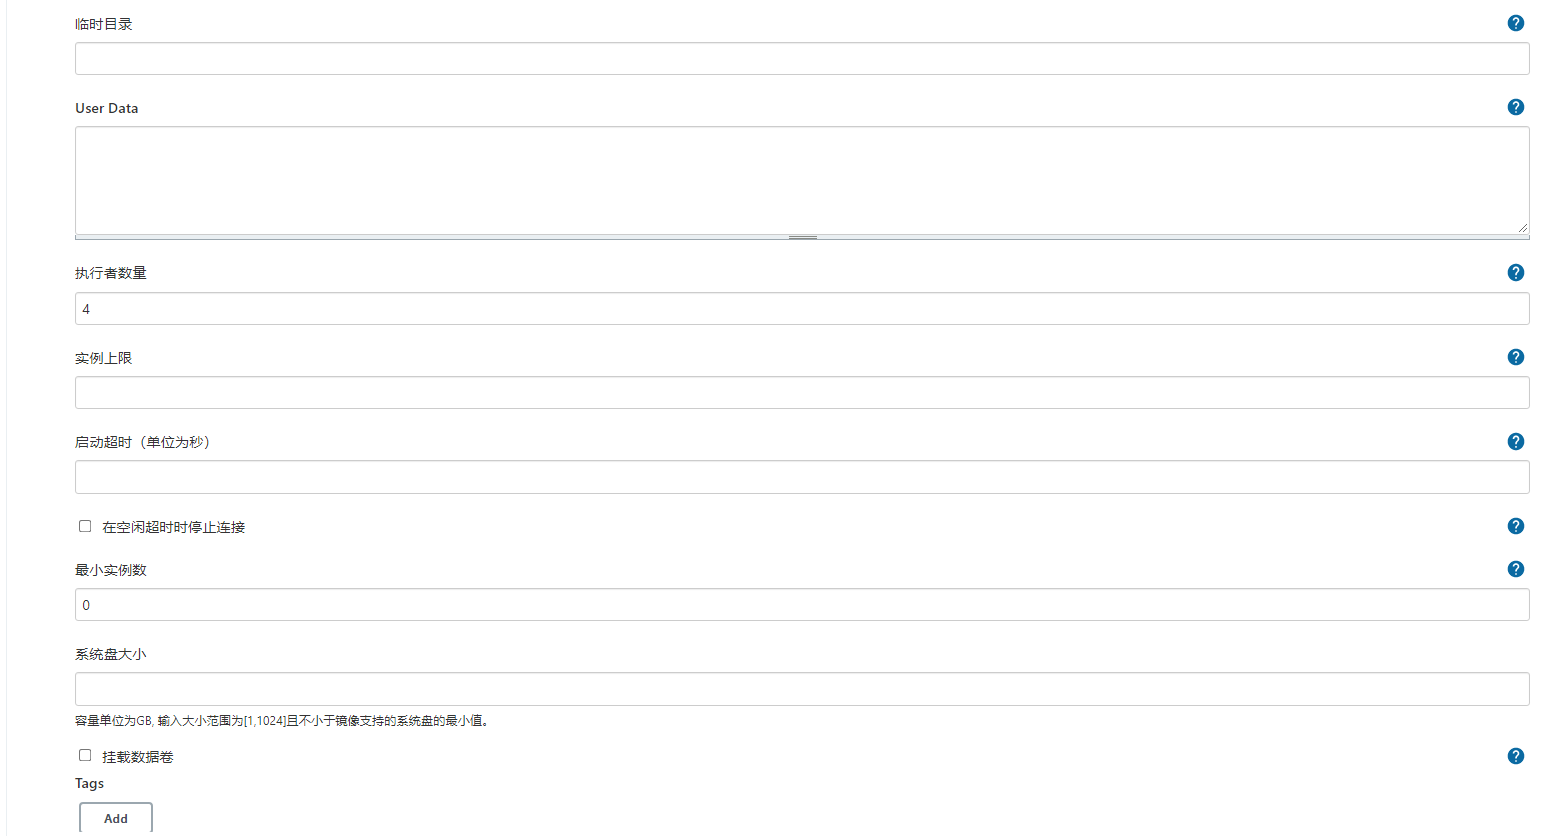 临时目录
User Data
执行者数量
4
实例上限
启动超时（单位为秒）
在空闲超时时停止连接
最小实例数
0
系统盘大小
容量单位为GB, 输入大小范围为[1,1024]且不小于镜像支持的系统盘的最小值。
挂载数据卷
Tags
Add